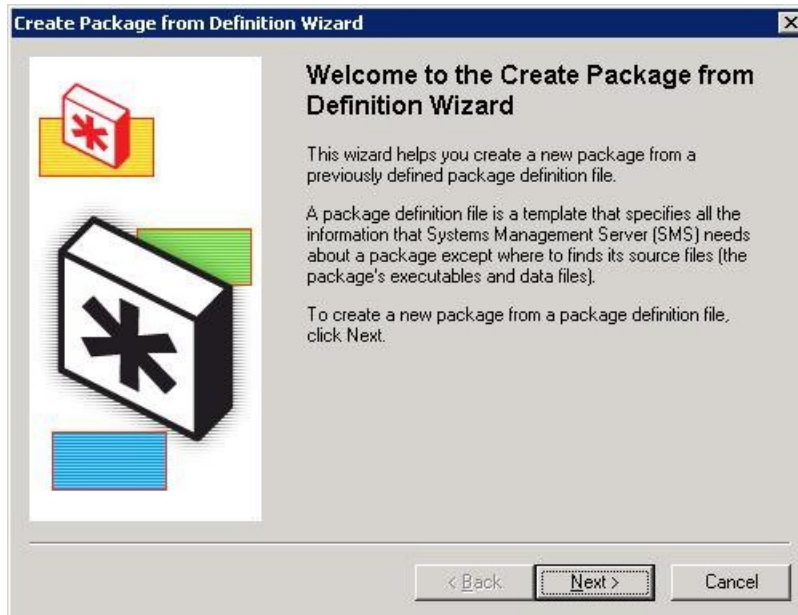 Create Package from Definition Wizard
Welcome to the Create Package from
Definition Wizard
This wizard helps you create a new package from a
previously defined package definition file.
A package definition file is a template that specifies all the
information that Systems Management Server (SMS) needs
about a package except where to finds its source files (the
package's executables and data files).
To create a new package from a package definition file,
click Next.
< Back
Next >
Cancel